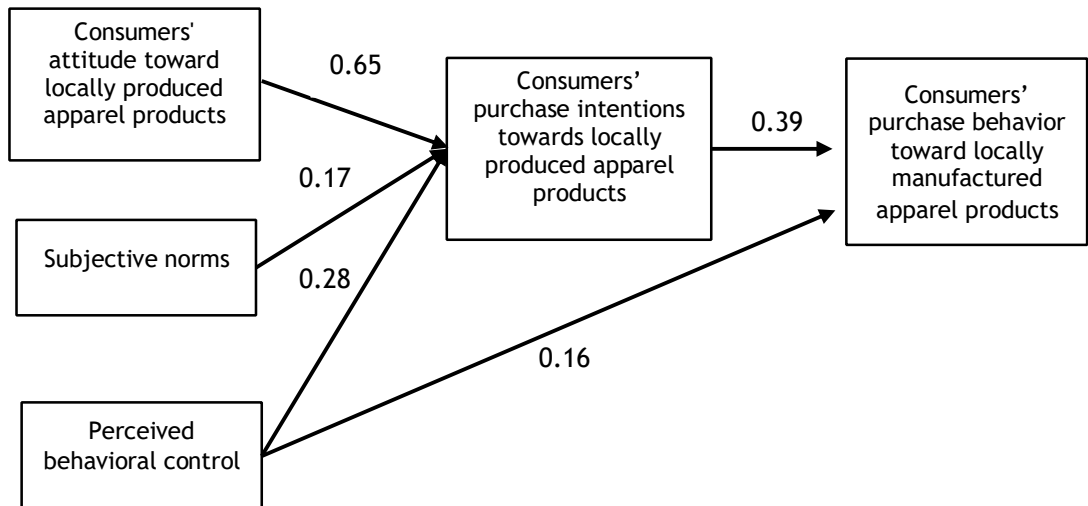 Consumers'
attitude toward
locally produced
apparel products
0.65
Consumers’
purchase intentions
towards locally
produced apparel
products
0.39
Consumers’
purchase behavior
toward locally
manufactured
apparel products
0.17
Subjective norms
0.28
0.16
Perceived
behavioral control